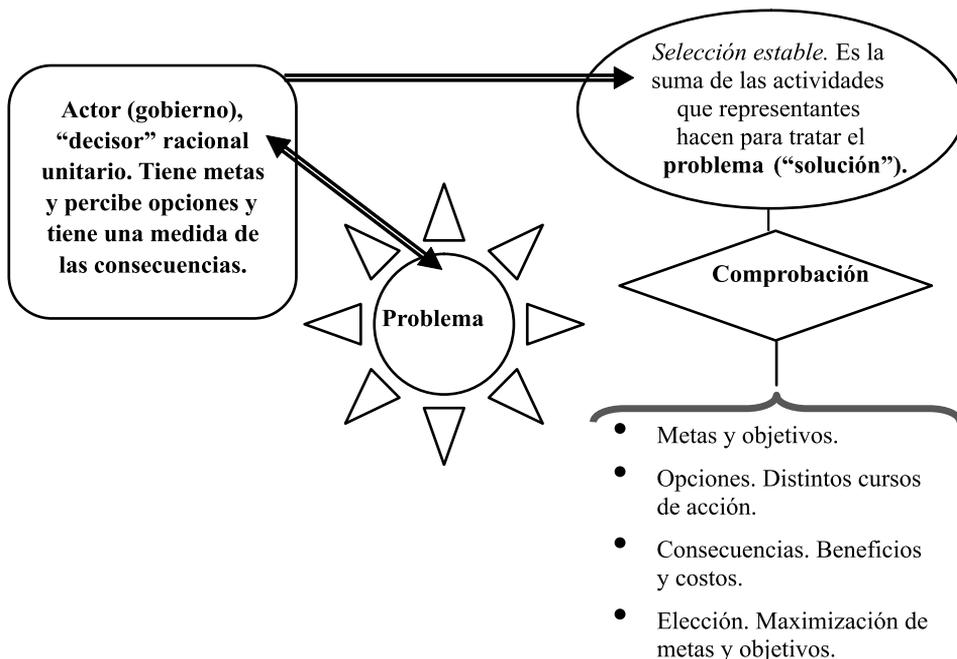 Actor (gobierno),
“decisor” racional
unitario. Tiene metas
y percibe opciones y
tiene una medida de
las consecuencias.
Selección estable. Es la
suma de las actividades
que representantes
hacen para tratar el
problema (“solución”).
Problema
Comprobación
• Metas y objetivos.
• Opciones. Distintos cursos
de acción.
• Consecuencias. Beneficios
y costos.
• Elección. Maximización de
metas y objetivos.